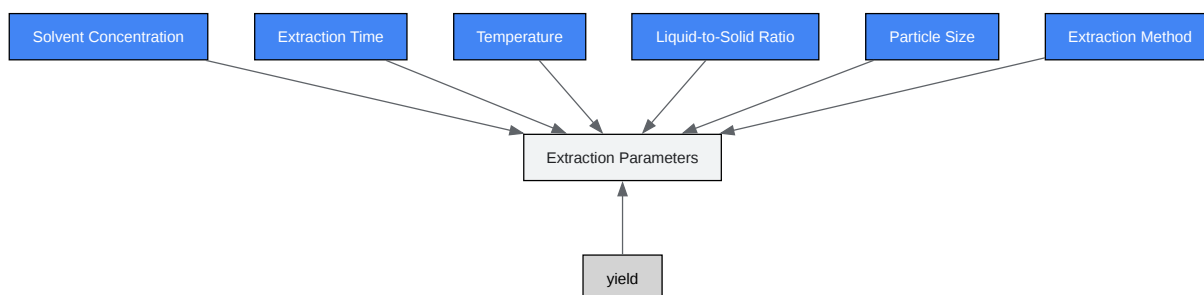 Solvent Concentration
Extraction Time
Temperature
Liquid-to-Solid Ratio
Particle Size
Extraction Method
Extraction Parameters
yield